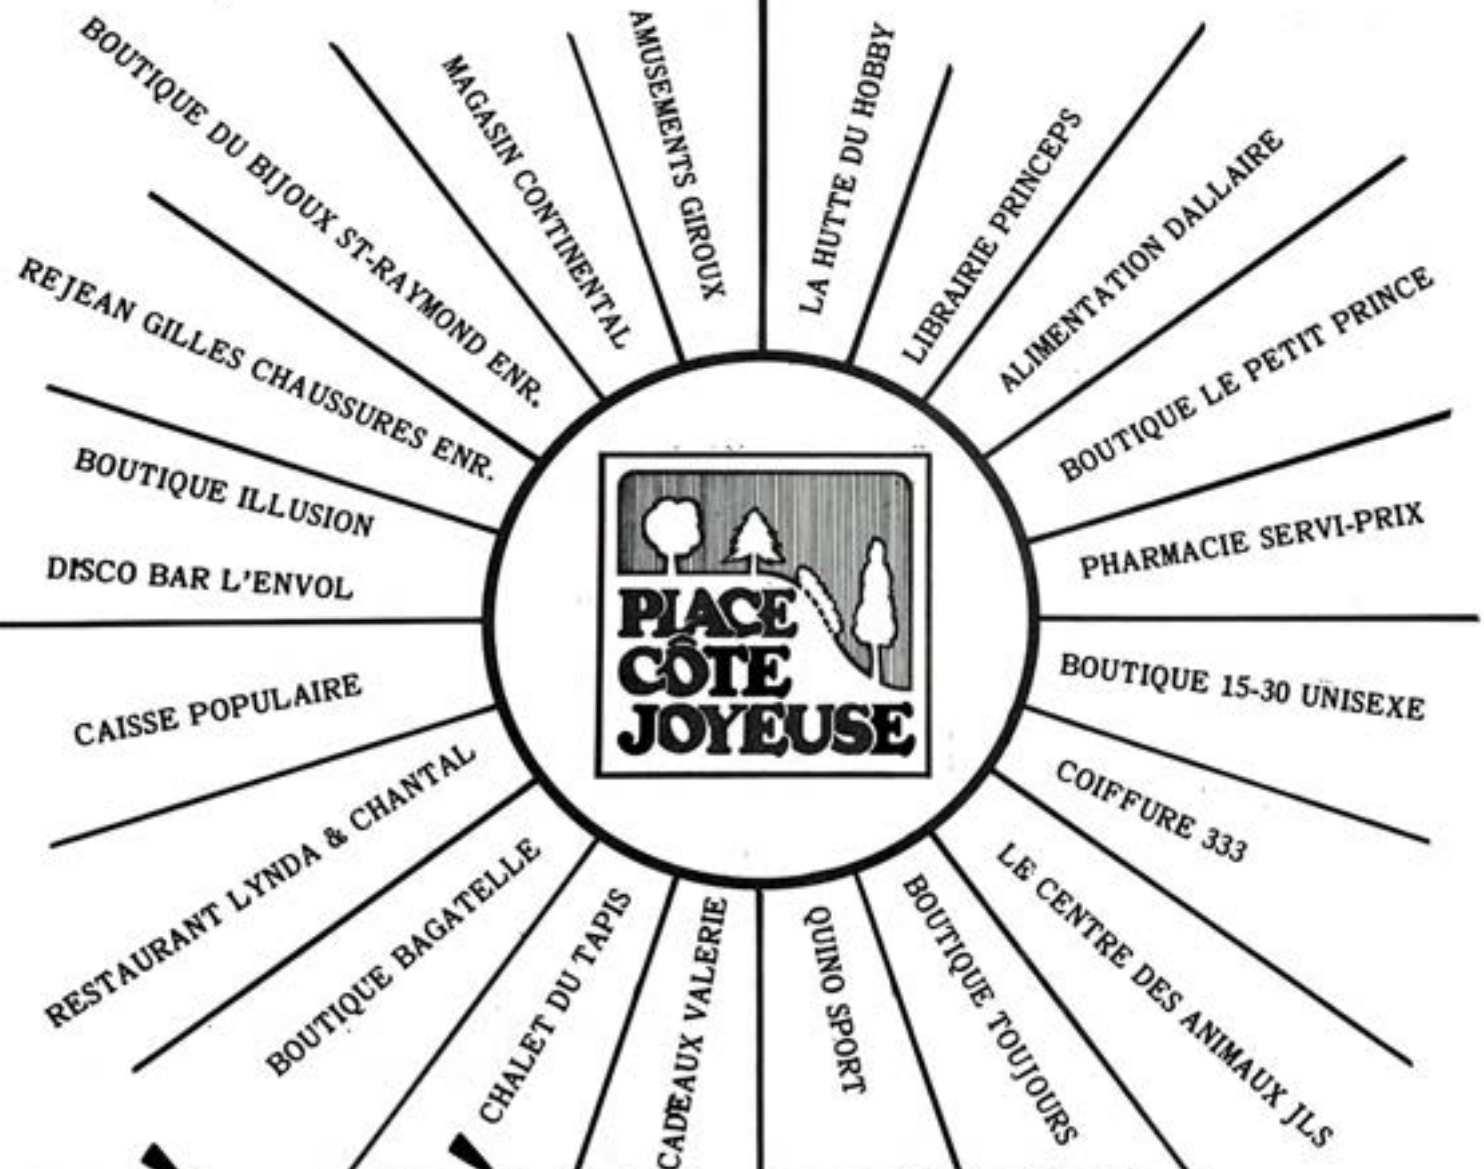 BOUTIQUE DU BIJOUX ST-RAYMOND ENR.
MAGASIN CONTINENTAL
AMUSEMENTS GIROUX
LA HUTTE DU HOBBY
LIBRAIRIE PRINCEPS
ALIMENTATION DALLAIRE
BOUTIQUE LE PETIT PRINCE
PHARMACIE SERVI-PRIX
BOUTIQUE 15-30 UNISEXE
COIFFURE 333
LE CENTRE DES ANIMAUX JLS
BOUTIQUE TOUJOURS
QUINO SPORT
CADEAUX VALERIE
CHALET DU TAPIS
BOUTIQUE BAGATELLE
RESTAURANT LYNDA & CHANTAL
CAISSE POPULAIRE
DISCO BAR L'ENVOL
BOUTIQUE ILLUSION
REJEAN GILLES CHAUSSURES ENR.
PLACE
CÔTE
JOYEUSE